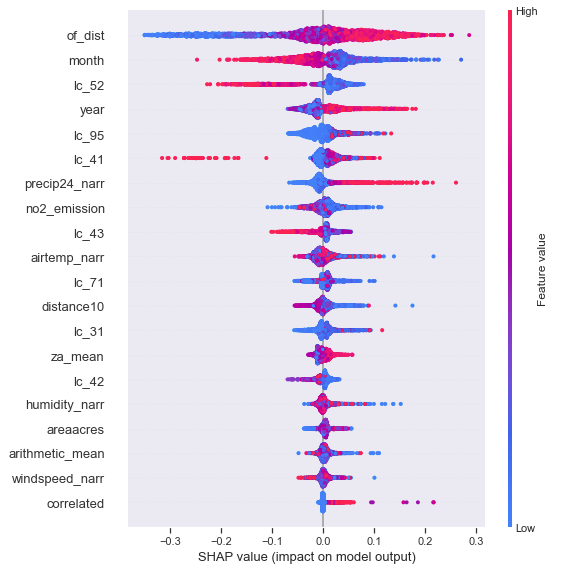 High
of_dist
month
lc_52
year
lc_95
lc_41
precip24_narr
no2_emission
lc_43
airtemp_narr
lc_71
distance10
lc_31
za_mean
lc_42
humidity_narr
areaacres
arithmetic_mean
windspeed_narr
correlated
Feature value
Low
−0.3 −0.2 −0.1 0.0 0.1 0.2 0.3
SHAP value (impact on model output)